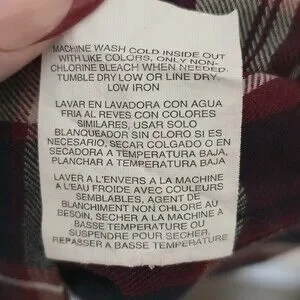 MACHINE WASH COLD INSIDE OUT
WITH LIKE COLORS, ONLY NON-
CHLORINE BLEACH WHEN NEEDED.
TUMBLE DRY LOW OR LINE DRY.
LOW IRON
LAVAR EN LAVADORA CON AGUA
FRIA AL REVES CON COLORES
SIMILARES, USAR SOLO
BLANQUEADOR SIN CLORO SI ES
NECESARIO, SECAR COLGADO O EN
SECADORA A TEMPERATURA BAJA,
PLANCHAR A TEMPERATURA BAJA.
LAVER A L'ENVERS A LA MACHINE
A L'EAU FROIDE AVEC COULEURS
SEMBLABLES, AGENT DE
BLANCHIMENT NON CHLORE AU
BESOIN, SECHER A LA MACHINE A
BASSE TEMPERATURE OU
SUSPENDRE POUR SECHER
REPASSER A BASSE TEMPERATURE